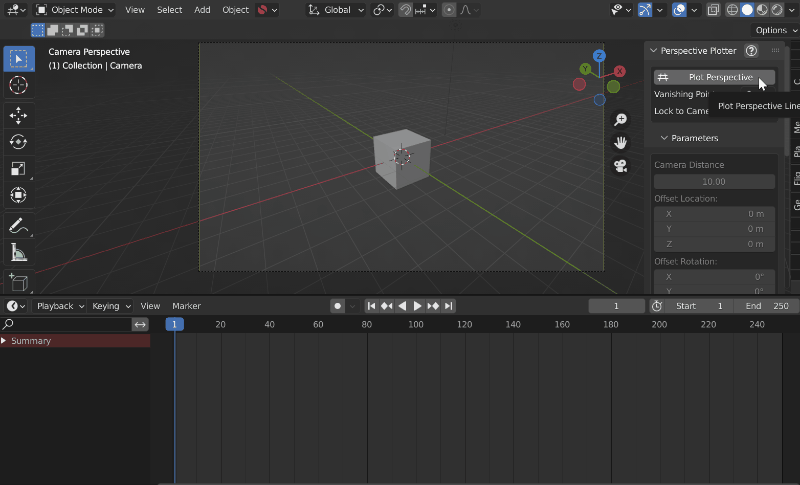 Object Mode View Select Add Object Global
Options
Camera Perspective
(1) Collection | Camera
Z
Y
X
Perspective Plotter
Plot Perspective
Vanishing
Plot Perspective Line
Lock to
Parameters
Camera Distance
10.00
Offset Location:
X 0 m
Y 0 m
Z 0 m
Offset Rotation:
X 0°
Y 0°
Playback Keying View Marker 1 Start 1 End 250
1 20 40 60 80 100 120 140 160 180 200 220 240
Summary